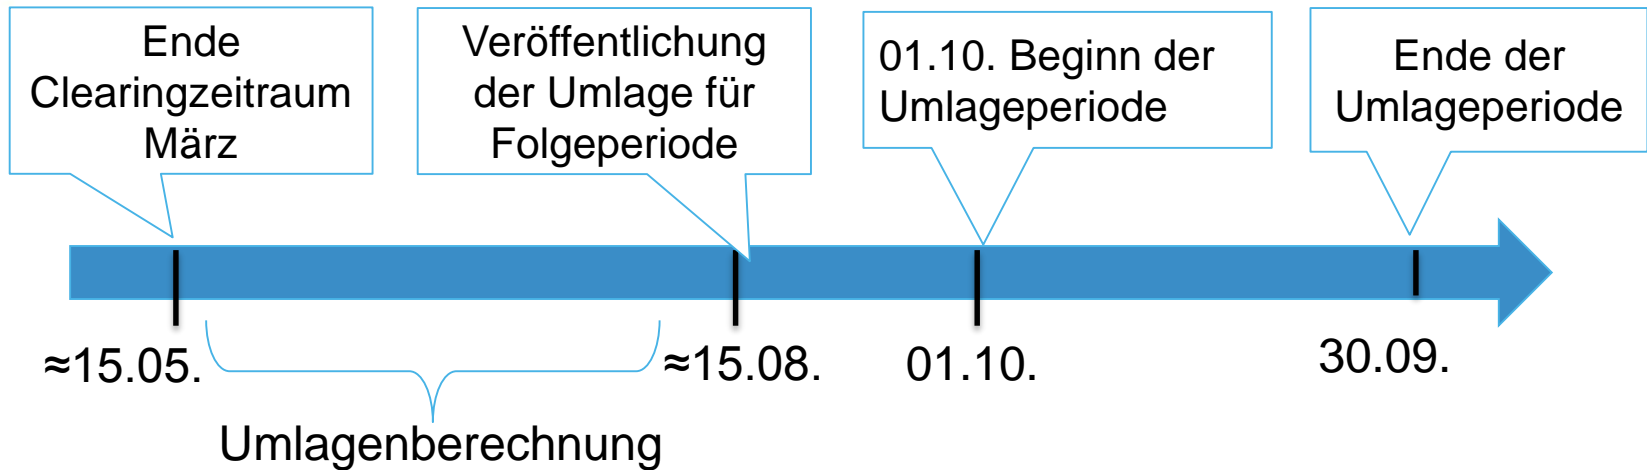 Ende
Clearingzeitraum
März
Veröffentlichung
der Umlage für
Folgeperiode
01.10. Beginn der
Umlageperiode
Ende der
Umlageperiode
≈15.05.
≈15.08.
01.10.
30.09.
Umlagenberechnung